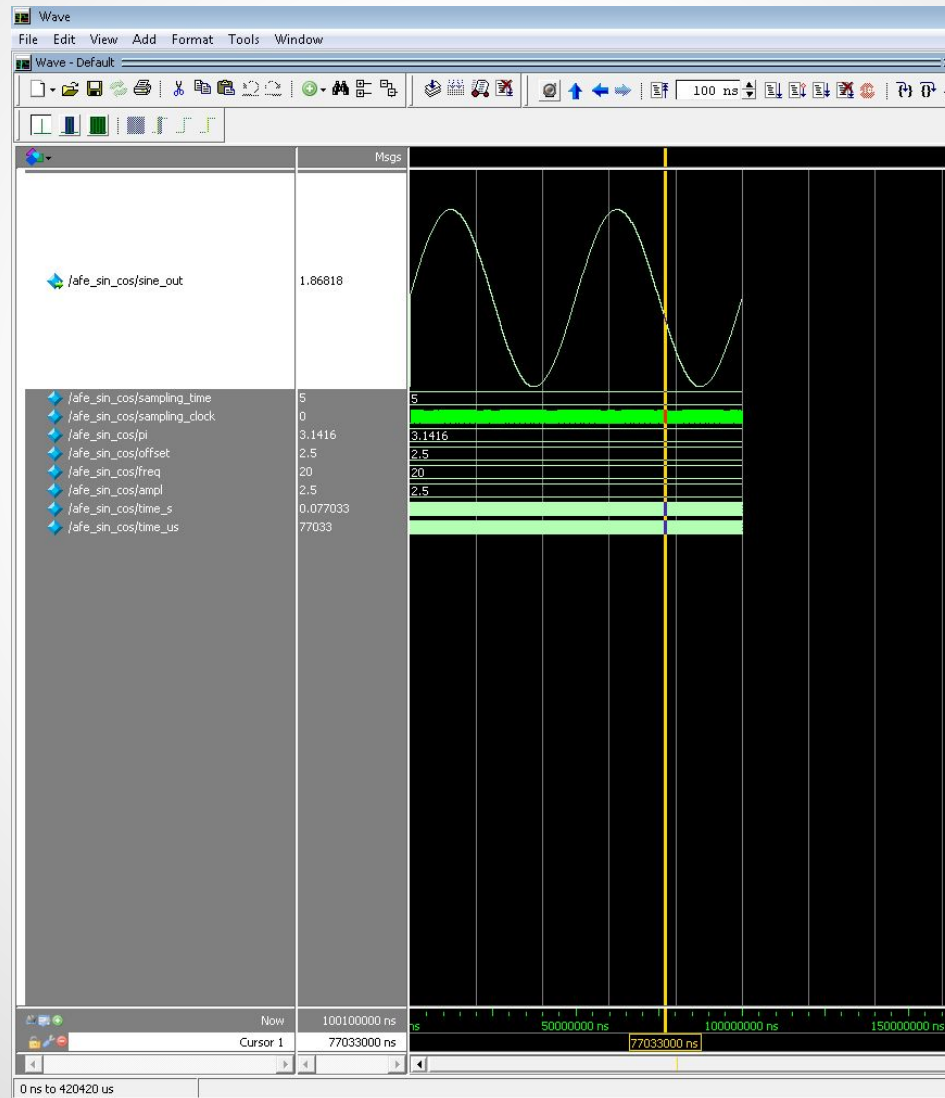 Wave
File Edit View Add Format Tools Window
Wave - Default
100 ns
Msgs
/afe_sin_cos/sine_out 1.86818
/afe_sin_cos/sampling_time 5 5
/afe_sin_cos/sampling_clock 0
/afe_sin_cos/pi 3.1416 3.1416
/afe_sin_cos/offset 2.5 2.5
/afe_sin_cos/freq 20 20
/afe_sin_cos/ampl 2.5 2.5
/afe_sin_cos/time_s 0.077033
/afe_sin_cos/time_us 77033
Now 100100000 ns ns 50000000 ns 100000000 ns 150000000 ns
Cursor 1 77033000 ns 77033000 ns
0 ns to 420420 us